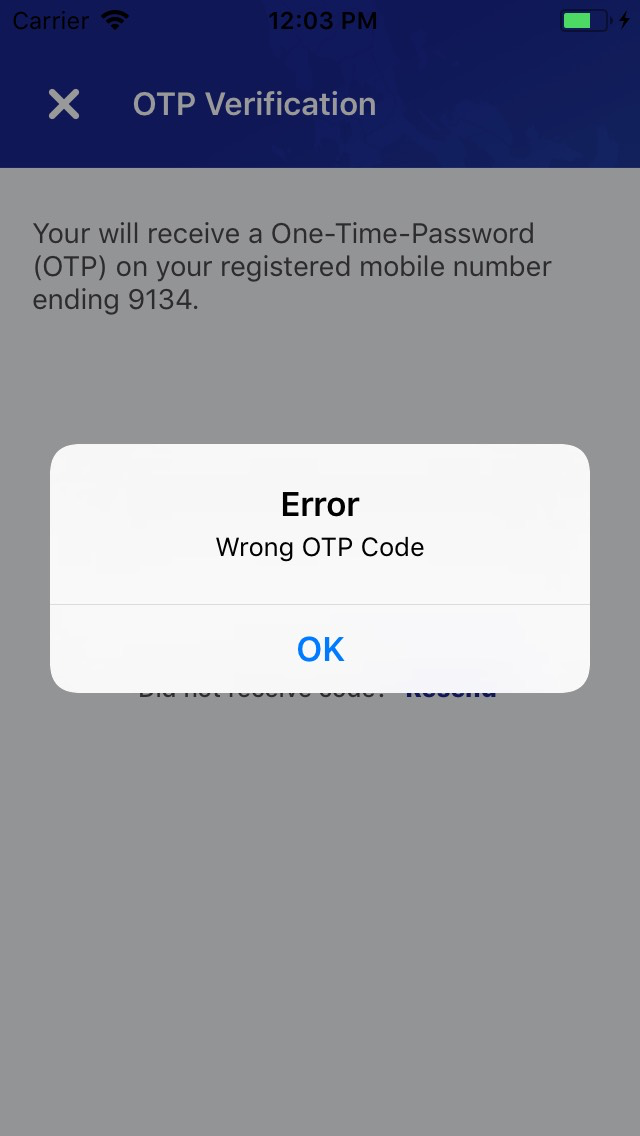 Carrier 12:03 PM
OTP Verification
Your will receive a One-Time-Password
(OTP) on your registered mobile number
ending 9134.
Error
Wrong OTP Code
OK
Did not receive code? Resend